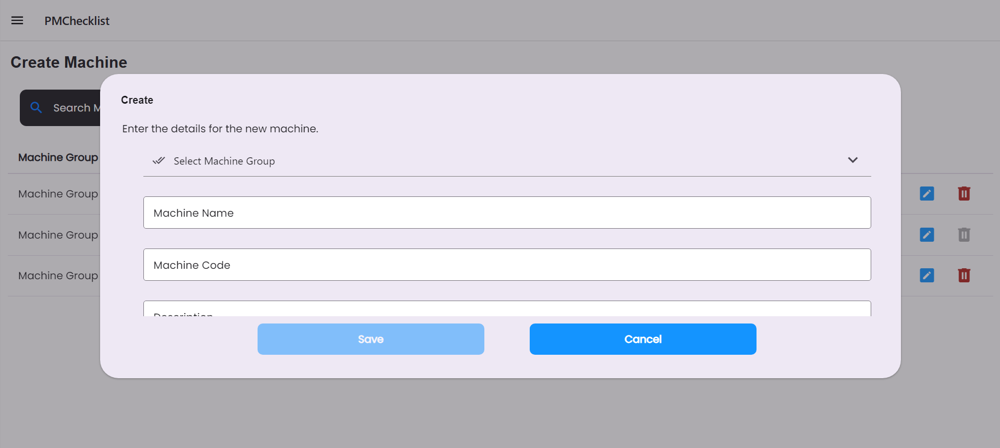 PMChecklist
Create Machine
Search M
Create
Enter the details for the new machine.
Select Machine Group
Machine Group
Machine Group
Machine Name
Machine Group
Machine Code
Machine Group
Description
Save
Cancel